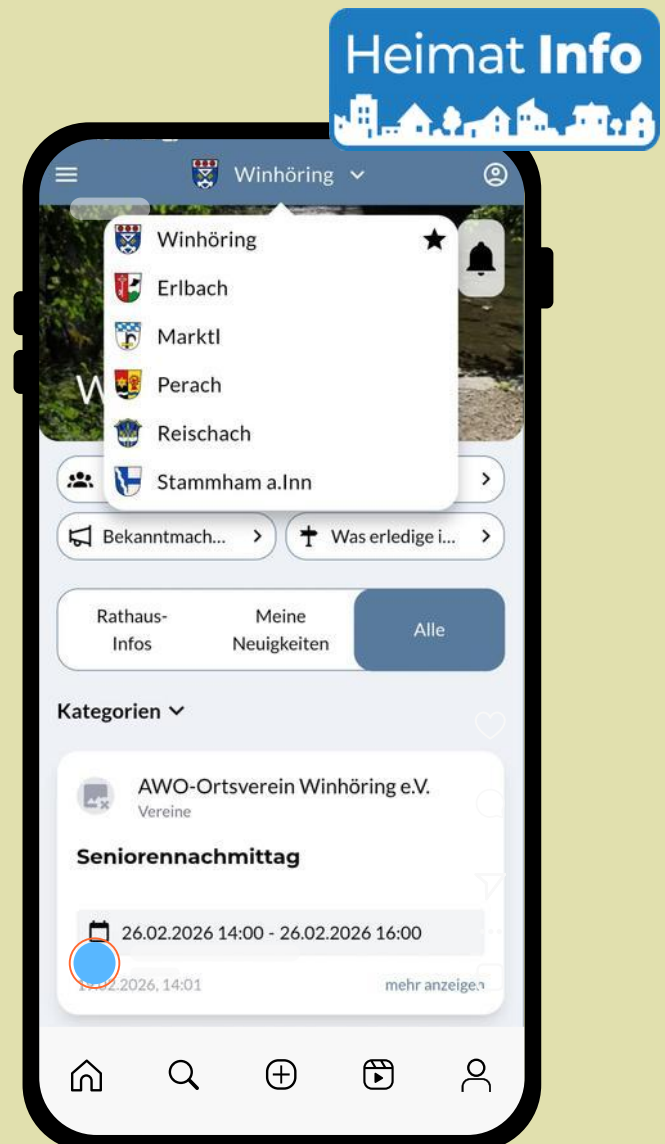 Heimat Info
Winhöring
Winhöring
Erlbach
Marktl
Perach
Reischach
Stammham a.Inn
W
Bekanntmach...
Was erledige i...
Rathaus-
Infos
Meine
Neuigkeiten
Alle
Kategorien
AWO-Ortsverein Winhöring e.V.
Vereine
Seniorennachmittag
26.02.2026 14:00 - 26.02.2026 16:00
.02.2026, 14:01
mehr anzeigen